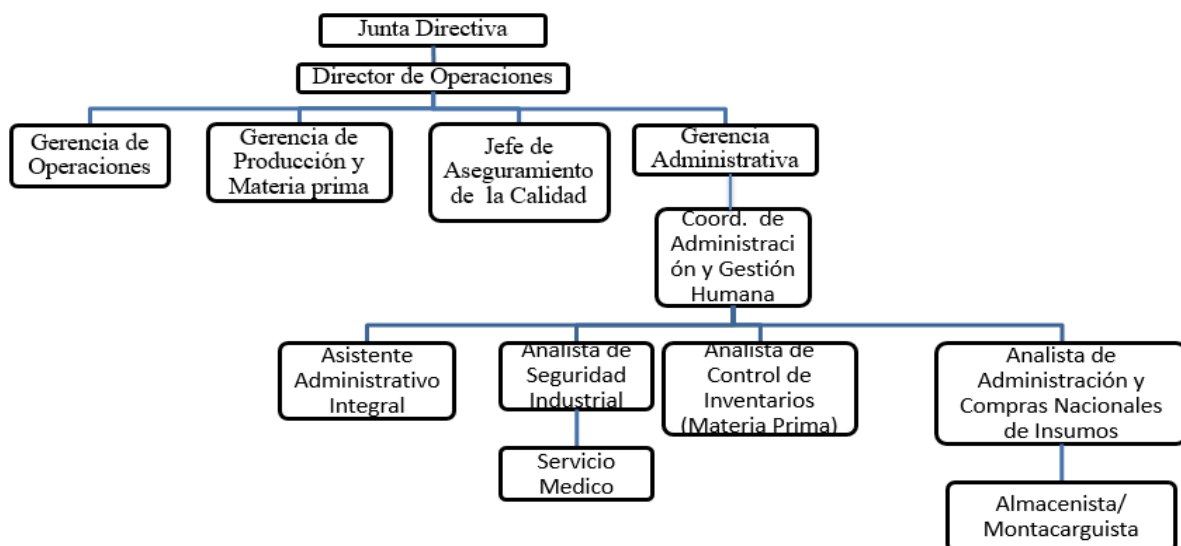 Junta Directiva
Director de Operaciones
Gerencia de
Operaciones
Gerencia de
Producción y
Materia prima
Jefe de
Aseguramiento
de la Calidad
Gerencia
Administrativa
Coord. de
Administraci
ón y Gestión
Humana
Asistente
Administrativo
Integral
Analista de
Seguridad
Industrial
Analista de
Control de
Inventarios
(Materia Prima)
Analista de
Administración y
Compras Nacionales
de Insumos
Servicio
Medico
Almacenista/
Montacarguista